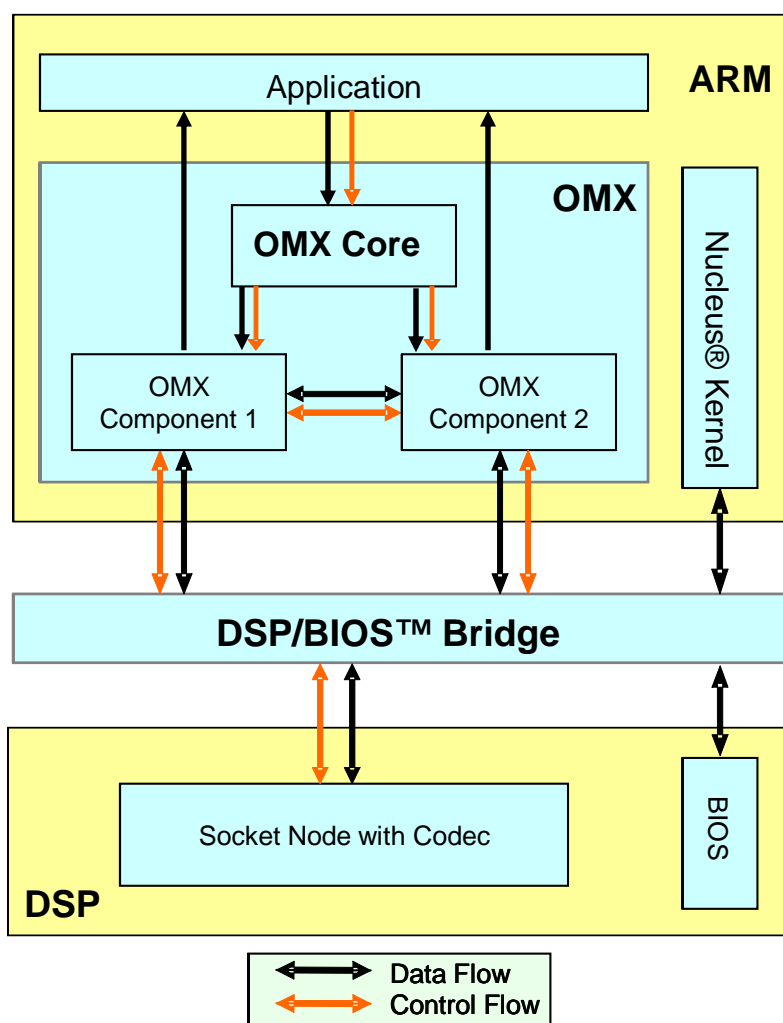 Application
ARM
OMX
OMX Core
OMX
Component 1
OMX
Component 2
Nucleus® Kernel
DSP/BIOS™ Bridge
Socket Node with Codec
BIOS
DSP
Data Flow
Control Flow